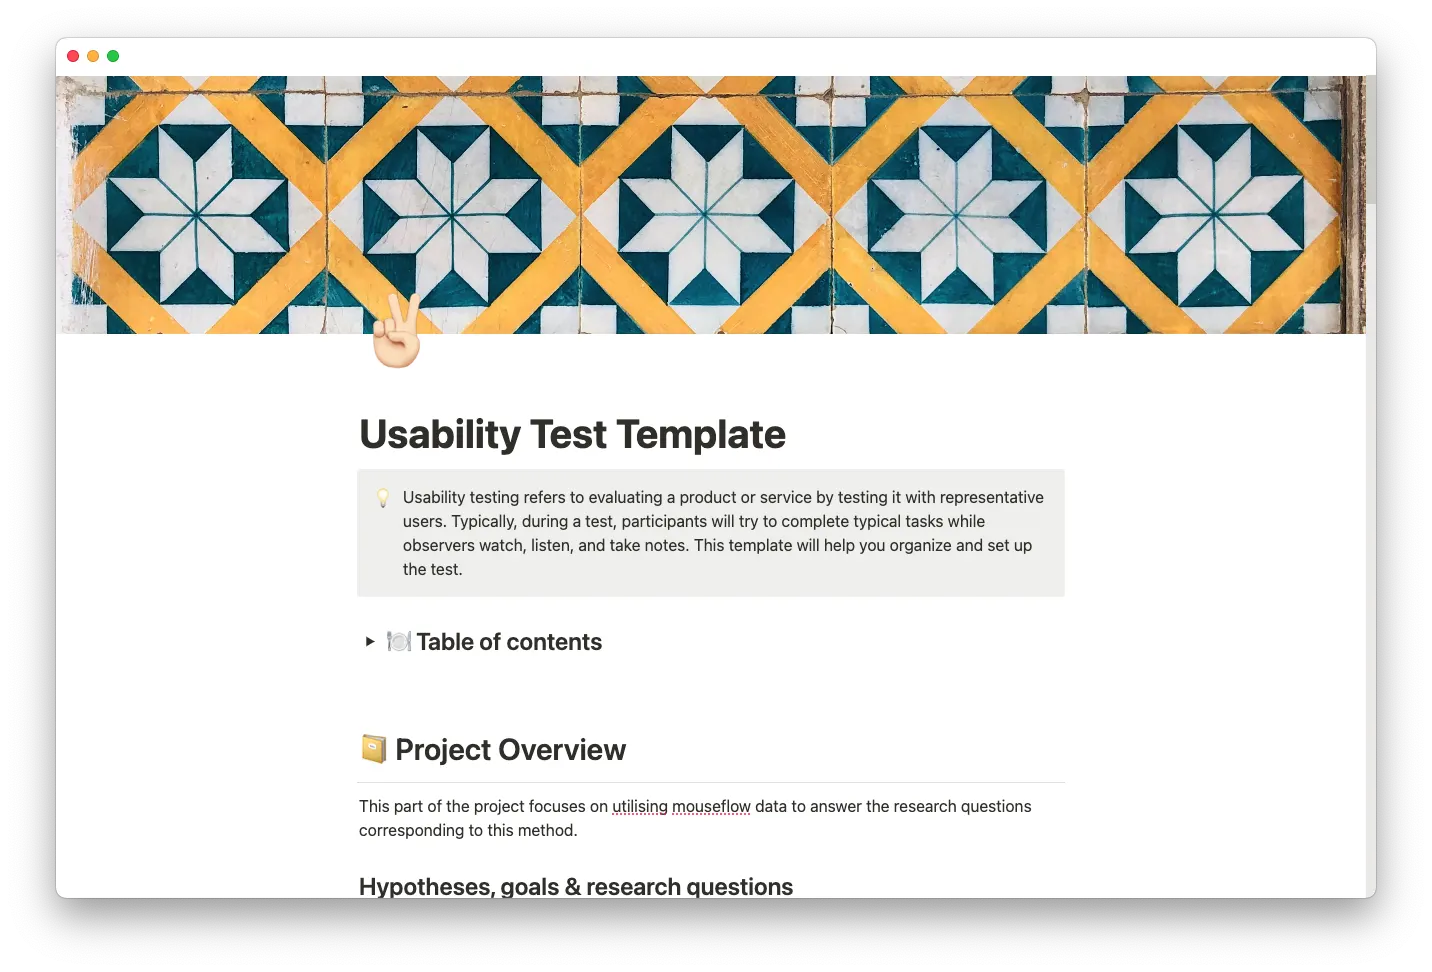 Usability Test Template
Usability testing refers to evaluating a product or service by testing it with representative
users. Typically, during a test, participants will try to complete typical tasks while
observers watch, listen, and take notes. This template will help you organize and set up
the test.
Table of contents
Project Overview
This part of the project focuses on utilising mouseflow data to answer the research questions
corresponding to this method.
Hypotheses, goals & research questions